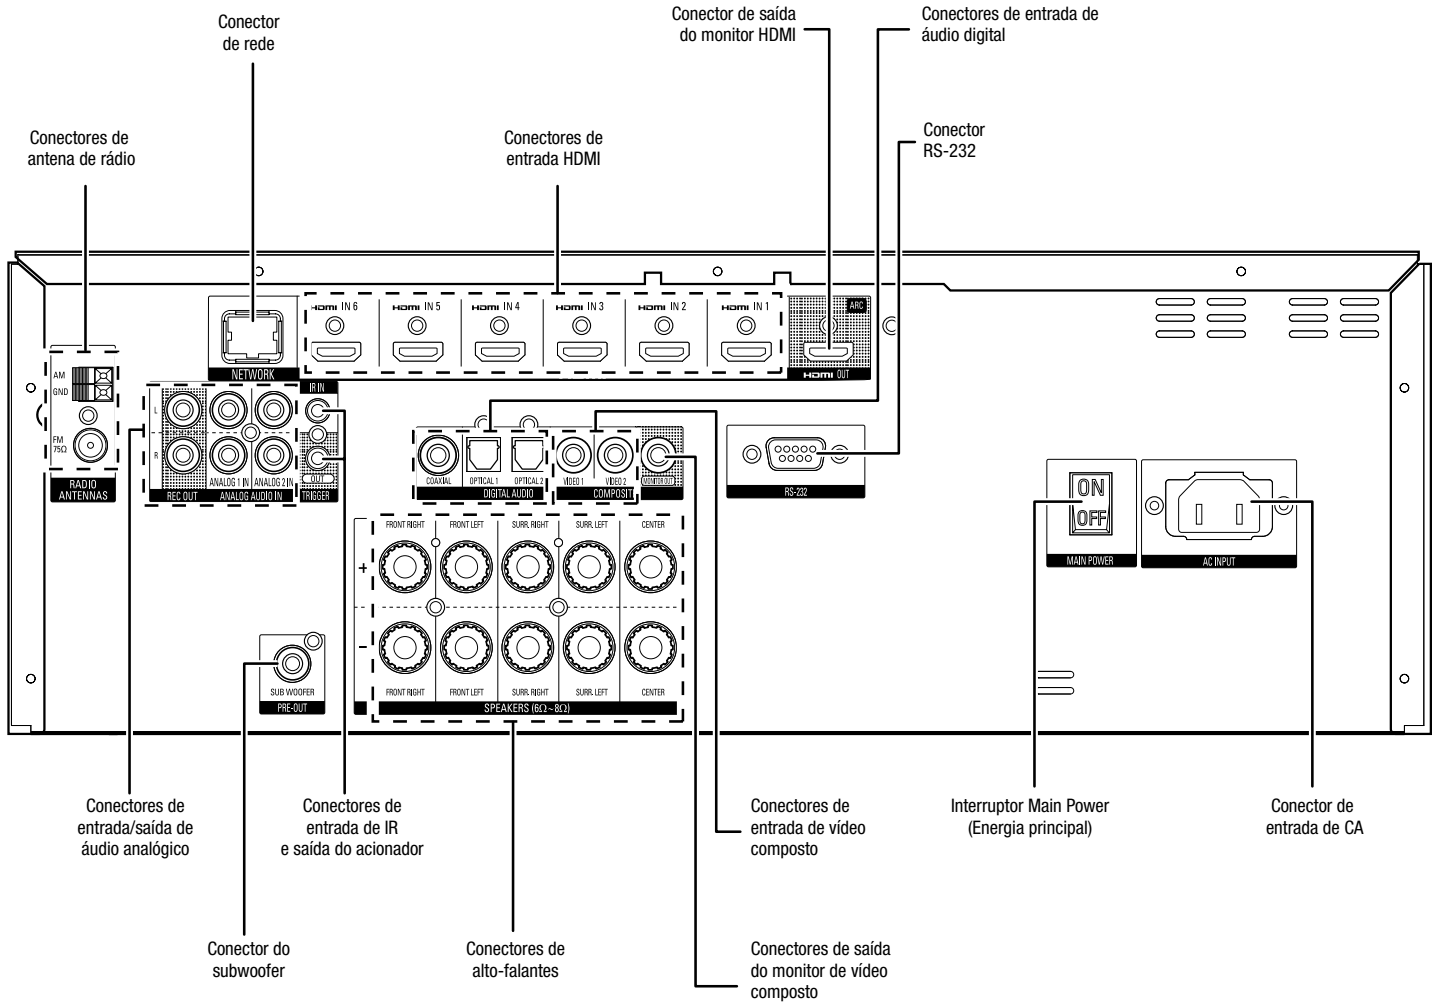 Conector
de rede
Conector de saída
do monitor HDMI
Conectores de entrada de
áudio digital
Conectores de
antena de rádio
Conectores de
entrada HDMI
Conector
RS-232
HDMI IN 6
HDMI IN 5
HDMI IN 4
HDMI IN 3
HDMI IN 2
HDMI IN 1
ARC
HDMI OUT
NETWORK
AM
GND
FM
75Ω
RADIO
ANTENNAS
L
R
IR IN
OUT
TRIGGER
ANALOG 1 IN
ANALOG 2 IN
REC OUT
ANALOG AUDIO IN
COAXIAL
OPTICAL 1
OPTICAL 2
DIGITAL AUDIO
VIDEO 1
VIDEO 2
COMPOSIT
MONITOR OUT
RS-232
ON
OFF
MAIN POWER
AC INPUT
FRONT RIGHT
FRONT LEFT
SURR. RIGHT
SURR. LEFT
CENTER
+
−
FRONT RIGHT
FRONT LEFT
SURR. RIGHT
SURR. LEFT
CENTER
SPEAKERS (6Ω~8Ω)
SUB WOOFER
PRE-OUT
Conectores de
entrada/saída de
áudio analógico
Conectores de
entrada de IR
e saída do acionador
Conectores de
entrada de vídeo
composto
Interruptor Main Power
(Energia principal)
Conector de
entrada de CA
Conector do
subwoofer
Conectores de
alto-falantes
Conectores de saída
do monitor de vídeo
composto